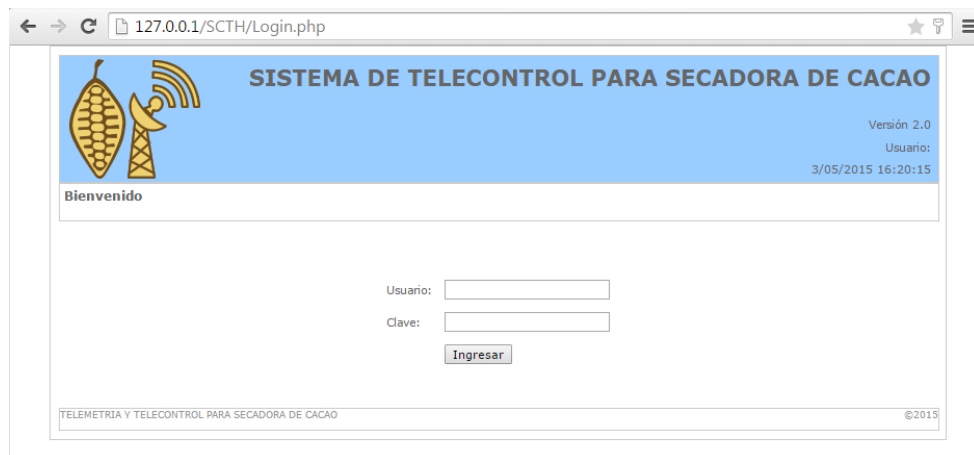 127.0.0.1/SCTH/Login.php
SISTEMA DE TELECONTROL PARA SECADORA DE CACAO
Versión 2.0
Usuario:
3/05/2015 16:20:15
Bienvenido
Usuario:
Clave:
Ingresar
TELEMETRIA Y TELECONTROL PARA SECADORA DE CACAO ©2015